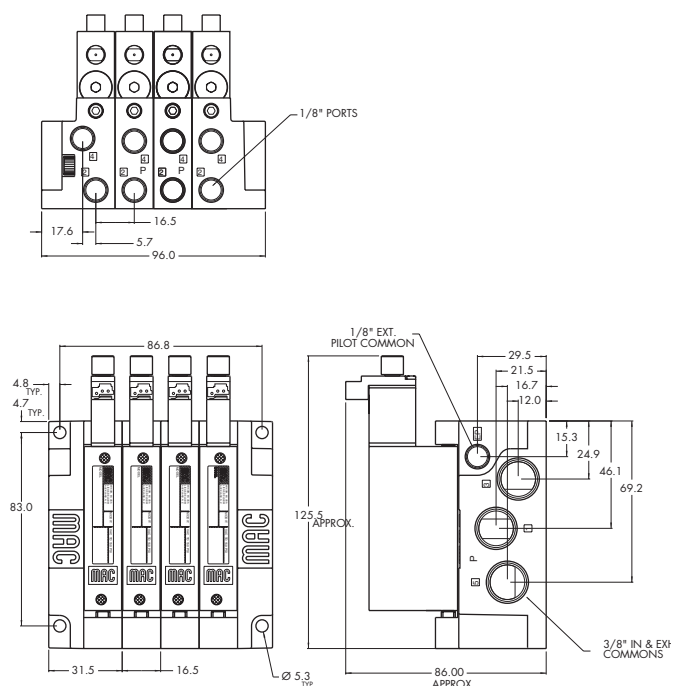 1/8" PORTS
4
4
4
4
P
P
2
2
2
2
16.5
17.6
5.7
96.0
1/8" EXT.
PILOT COMMON
86.8
29.5
21.5
16.7
12.0
4.8
TYP.
4.7
TYP.
15.3
24.9
46.1
69.2
3
83.0
MAC
MAC
125.5
APPROX.
1
P
5
MAC
MAC
MAC
MAC
3/8" IN & EXH
COMMONS
31.5
16.5
Ø 5.3
TYP.
86.00
APPROX.